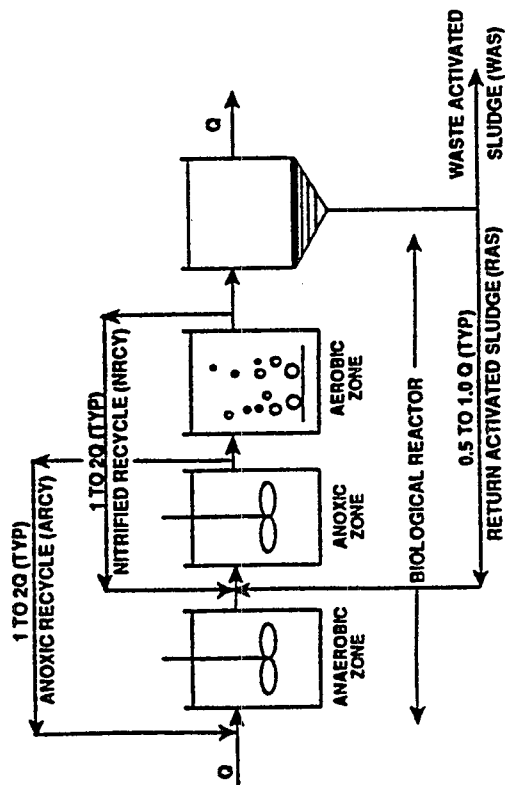 1 TO 2Q (TYP)
ANOXIC RECYCLE (ARCY)
1 TO 2Q (TYP)
NITRIFIED RECYCLE (NRCY)
Q
Q
ANAEROBIC
ZONE
ANOXIC
ZONE
AEROBIC
ZONE
BIOLOGICAL REACTOR
0.5 TO 1.0 Q (TYP)
RETURN ACTIVATED SLUDGE (RAS)
WASTE ACTIVATED
SLUDGE (WAS)